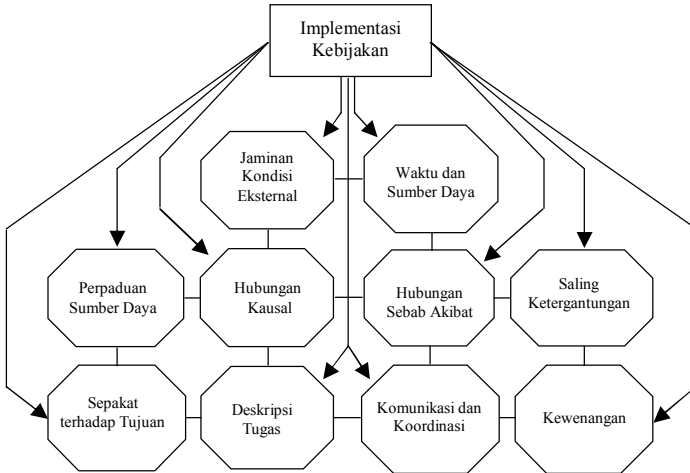 Implementasi
Kebijakan
Jaminan
Kondisi
Eksternal
Waktu dan
Sumber Daya
Perpaduan
Sumber Daya
Hubungan
Kausal
Hubungan
Sebab Akibat
Saling
Ketergantungan
Sepakat
terhadap Tujuan
Deskripsi
Tugas
Komunikasi dan
Koordinasi
Kewenangan